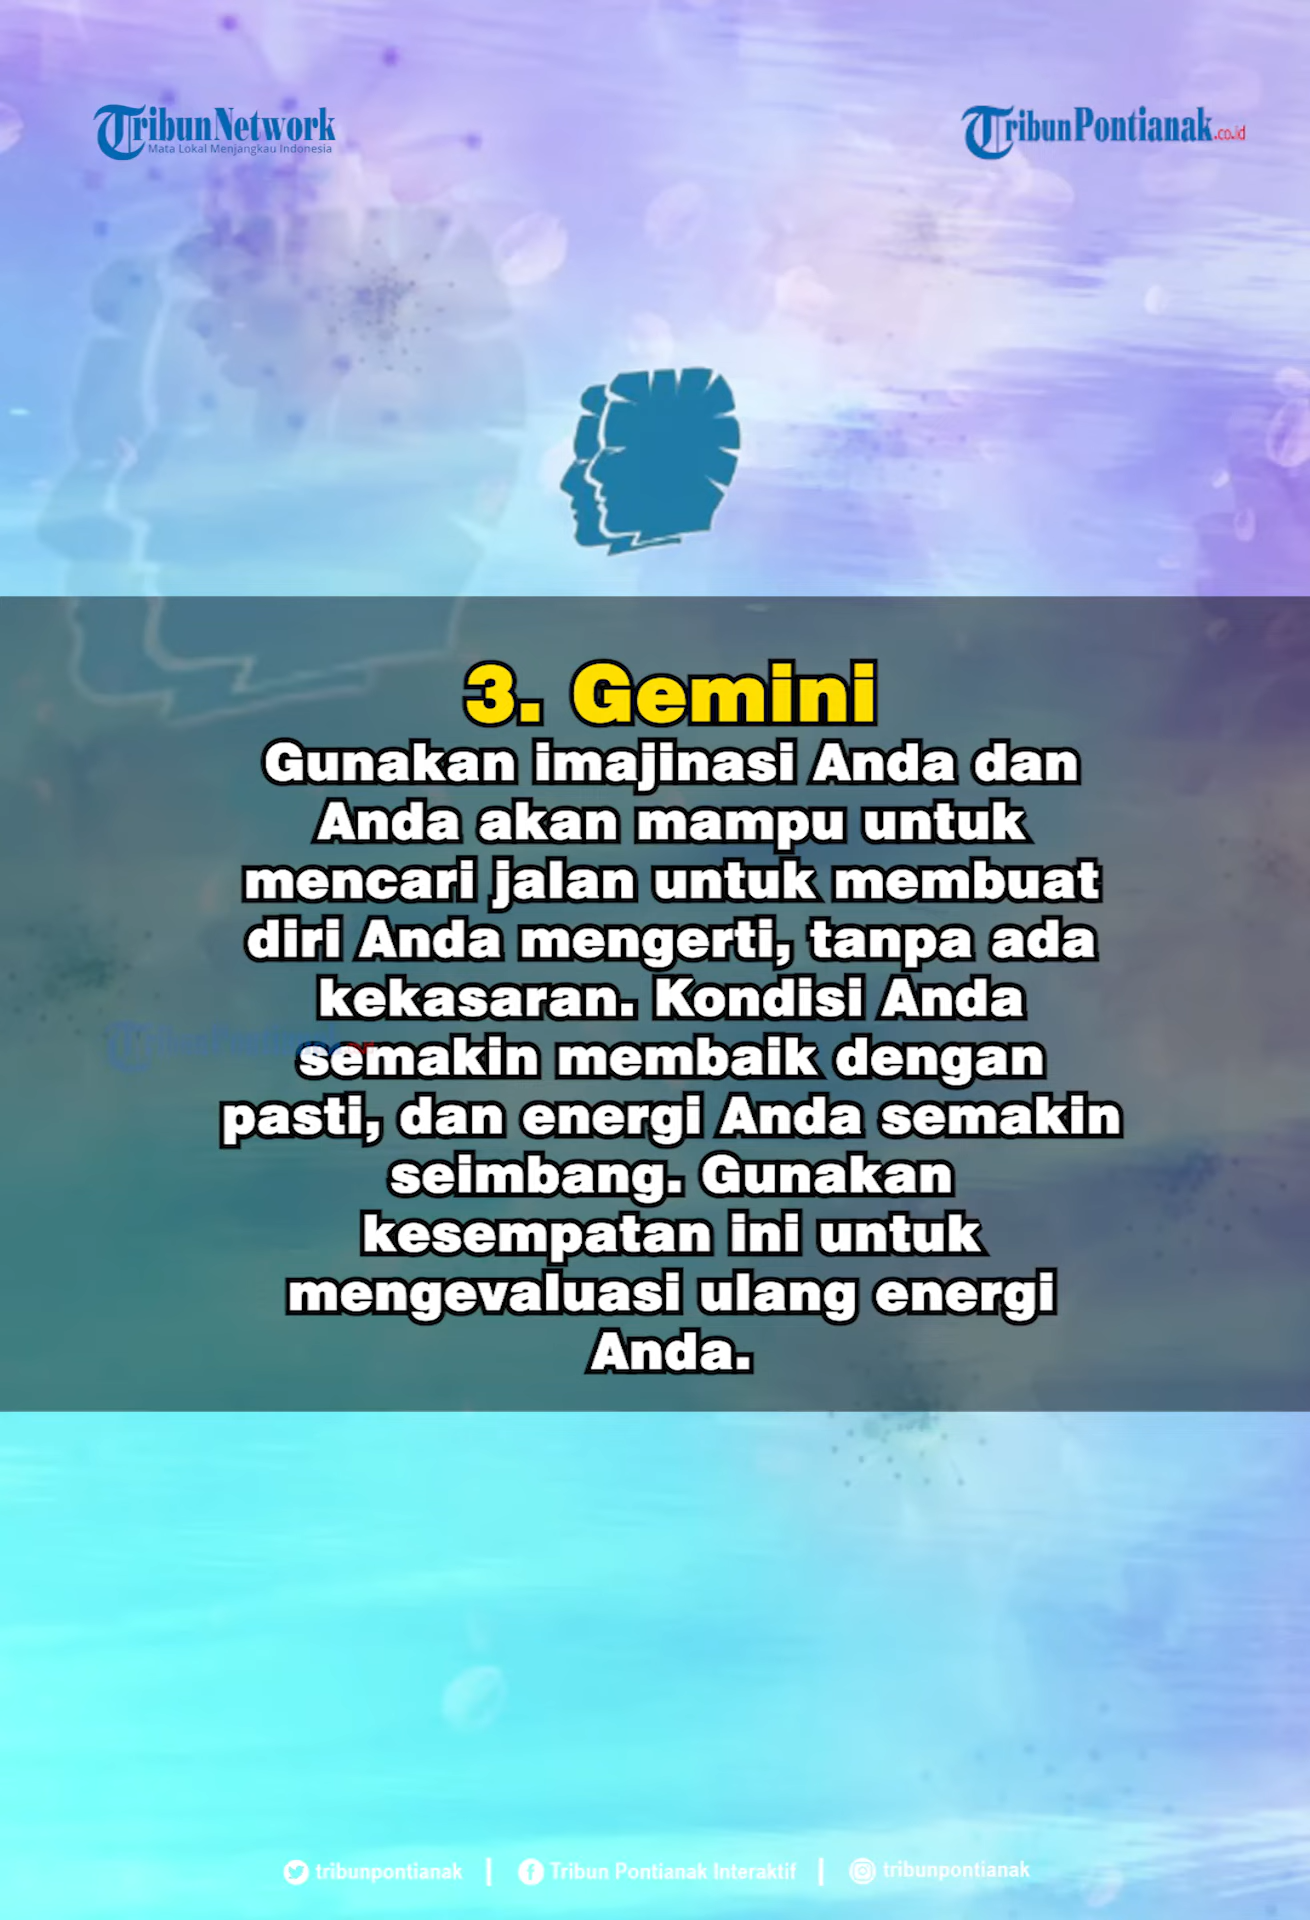 TribunNetwork
Mata Lokal Menjangkau Indonesia
TribunPontianak.co.id
3. Gemini
Gunakan imajinasi Anda dan
Anda akan mampu untuk
mencari jalan untuk membuat
diri Anda mengerti, tanpa ada
kekasaran. Kondisi Anda
semakin membaik dengan
pasti, dan energi Anda semakin
seimbang. Gunakan
kesempatan ini untuk
mengevaluasi ulang energi
Anda.
tribunpontianak | Tribun Pontianak Interaktif | tribunpontianak